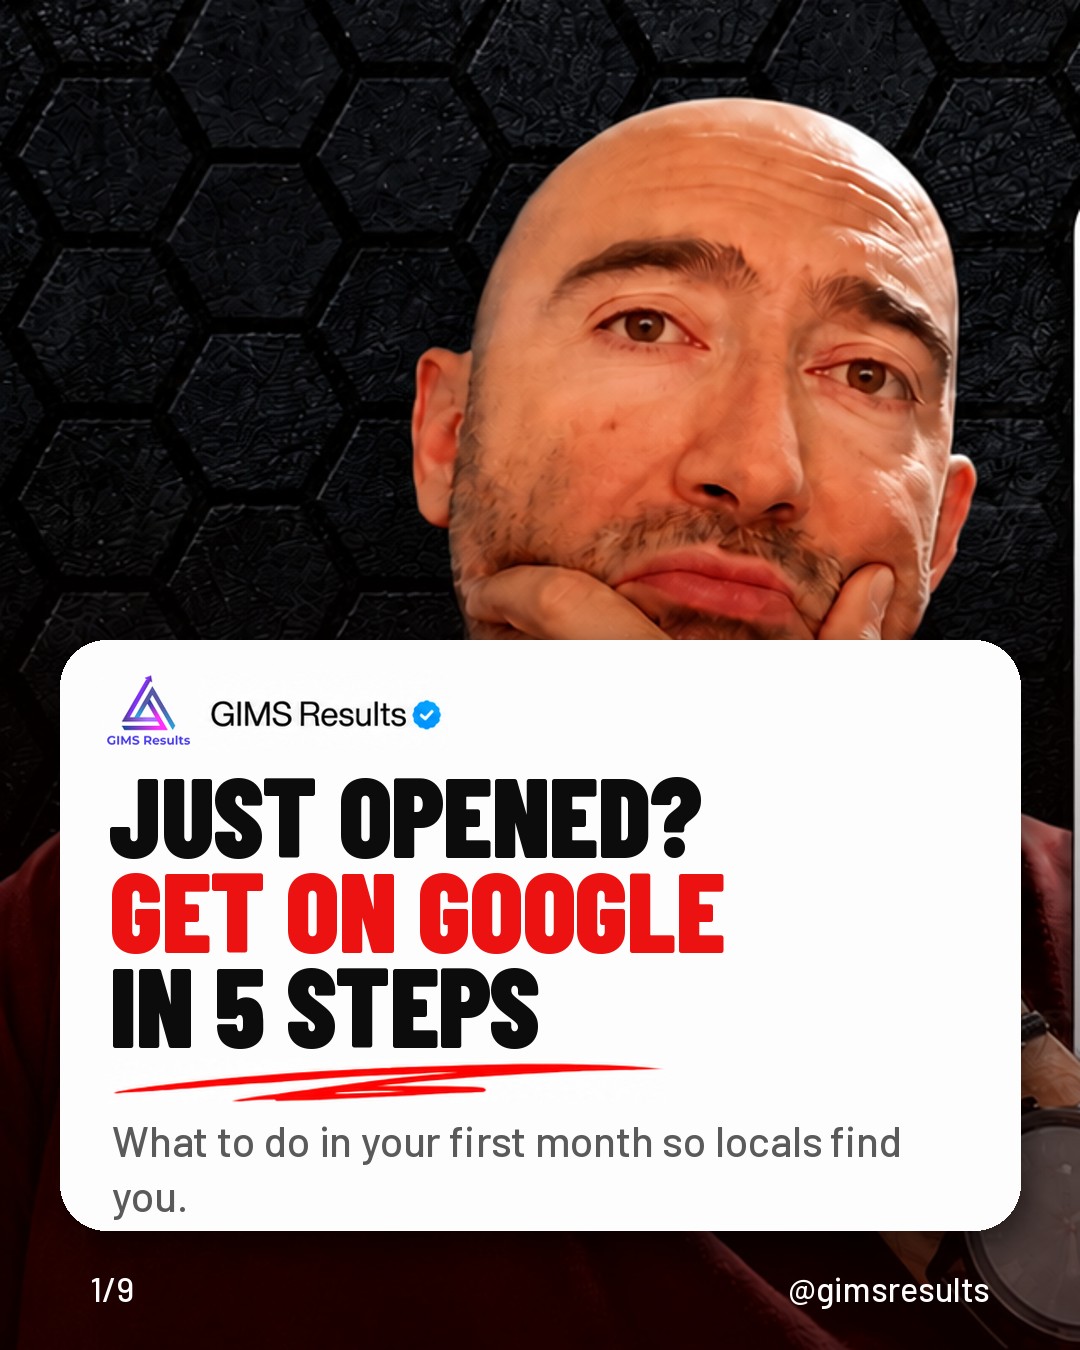 GIMS Results
GIMS Results
JUST OPENED?
GET ON GOOGLE
IN 5 STEPS
What to do in your first month so locals find
you.
1/9
@gimsresults